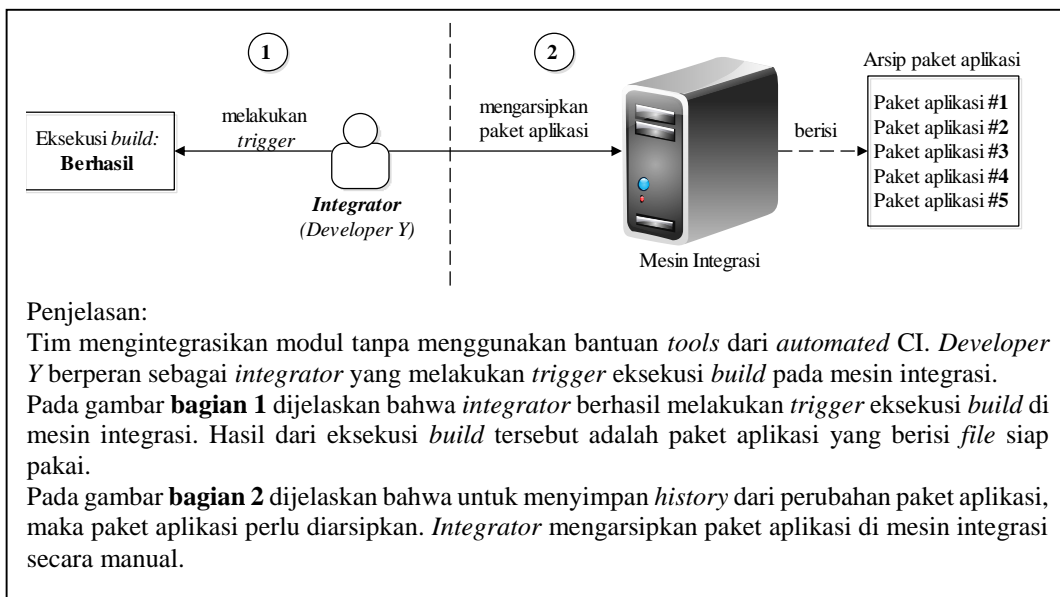 1
2
Arsip paket aplikasi
Eksekusi build:
Berhasil
melakukan
trigger
mengarsipkan
paket aplikasi
berisi
Paket aplikasi #1
Paket aplikasi #2
Paket aplikasi #3
Paket aplikasi #4
Paket aplikasi #5
Integrator
(Developer Y)
Mesin Integrasi
Penjelasan:
Tim mengintegrasikan modul tanpa menggunakan bantuan tools dari automated CI. Developer
Y berperan sebagai integrator yang melakukan trigger eksekusi build pada mesin integrasi.
Pada gambar bagian 1 dijelaskan bahwa integrator berhasil melakukan trigger eksekusi build di
mesin integrasi. Hasil dari eksekusi build tersebut adalah paket aplikasi yang berisi file siap
pakai.
Pada gambar bagian 2 dijelaskan bahwa untuk menyimpan history dari perubahan paket aplikasi,
maka paket aplikasi perlu diarsipkan. Integrator mengarsipkan paket aplikasi di mesin integrasi
secara manual.